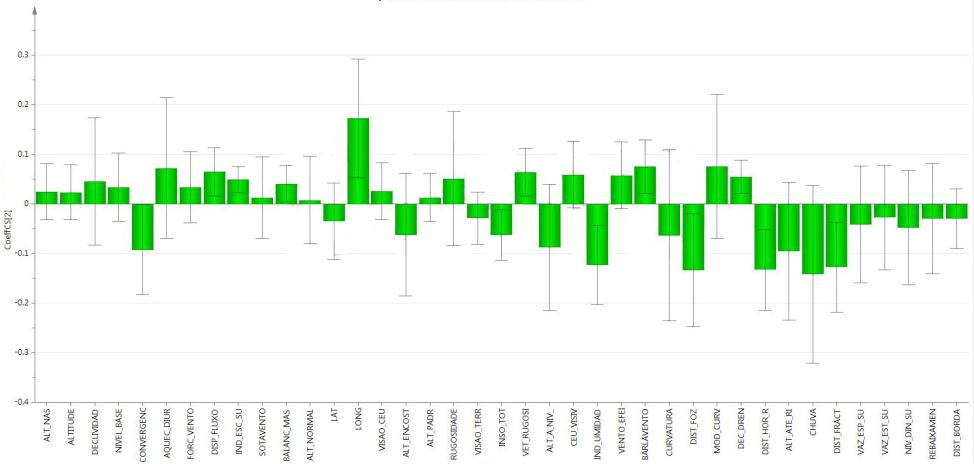 0.3
0.2
0.1
0
-0.1
-0.2
-0.3
-0.4
CoeffCS[2]
ALT_NAS
ALTITUDE
DECLIVIDAD
NIVEL_BASE
CONVERGENC
AQUEC_DIUR
FORC_VENTO
DISP_FLUXO
IND_ESC_SU
SOTAVENTO
BALANC_MAS
ALT_NORMAL
LAT
LONG
VISAO_CEU
ALT_ENCOST
ALT_PADR
RUGOSIDADE
VISAO_TERR
INSO_TOT
VET_RUGOSI
ALT_A_NIV_
CEU_VISIV
IND_UMIDAD
VENTO_EFEI
BARLAVENTO
CURVATURA
DIST_FOZ
MOD_CURV
DEC_DREN
DIST_HOR_R
ALT_ATE_RI
CHUVA
DIST_FRACT
VAZ_ESP_SU
VAZ_EST_SU
NIV_DIN_SU
REBAIXAMEN
DIST_BORDA